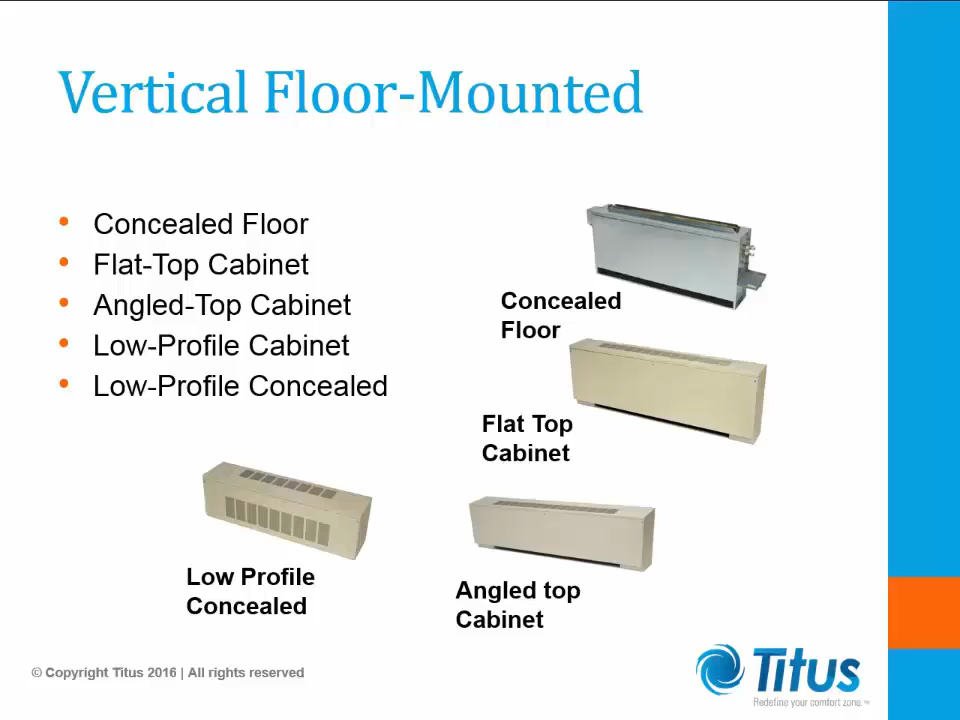 Vertical Floor-Mounted
• Concealed Floor
• Flat-Top Cabinet
• Angled-Top Cabinet
• Low-Profile Cabinet
• Low-Profile Concealed
Concealed
Floor
Flat Top
Cabinet
Low Profile
Concealed
Angled top
Cabinet
© Copyright Titus 2016 | All rights reserved
Titus
Redefine your comfort zone.™